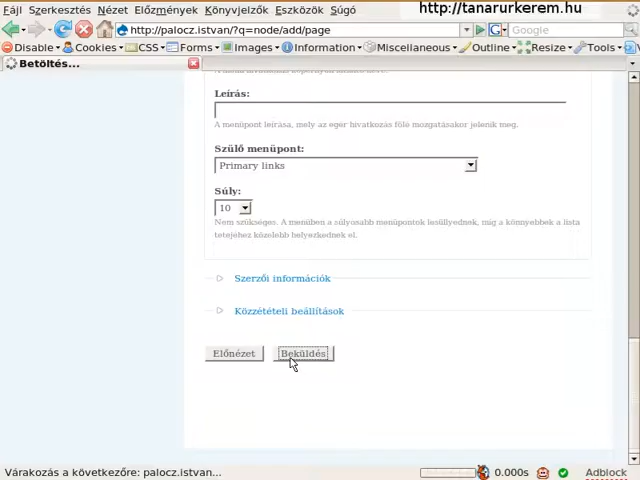 Fájl Szerkesztés Nézet Előzmények Könyvjelzők Eszközök Súgó http://tanarurkerem.hu
http://palocz.istvan/?q=node/add/page Google
Disable Cookies CSS Forms Images Information Miscellaneous Outline Resize Tools
Betöltés...
Leírás:
A menüpont leírása, mely az egér hivatkozás fölé mozgatásakor jelenik meg.
Szülő menüpont:
Primary links
Súly:
10
Nem szükséges. A menüben a súlyosabb menüpontok lesüllyednek, míg a könnyebbek a lista
tetejéhez közelebb helyezkednek el.
Szerzői információk
Közzétételi beállítások
Előnézet Beküldés
Várakozás a következőre: palocz.istvan... 0.000s Adblock